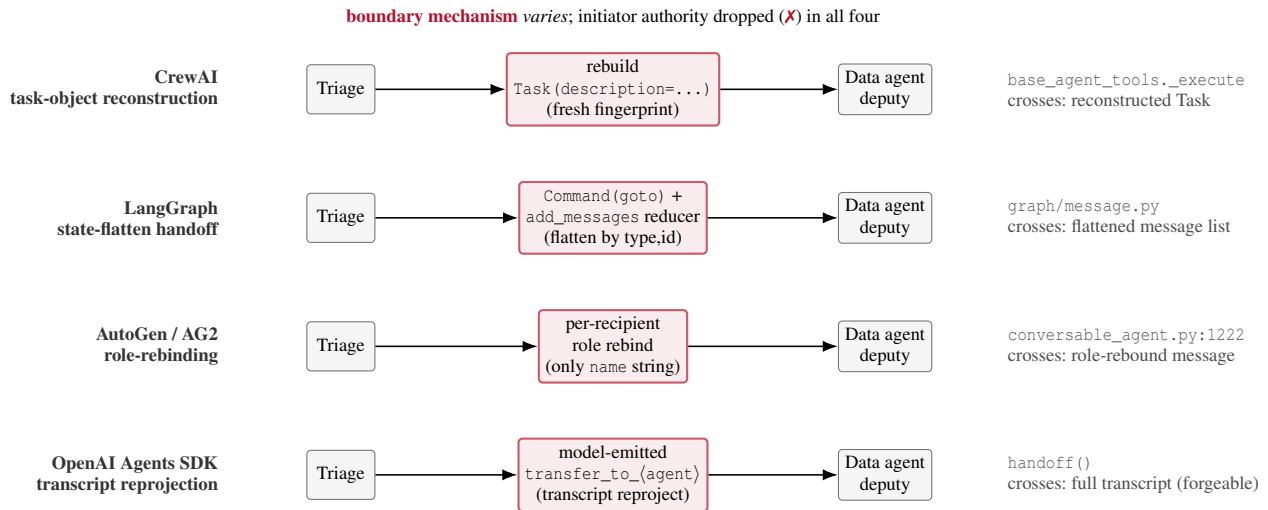 boundary mechanism varies; initiator authority dropped (✗) in all four
CrewAI
task-object reconstruction
Triage
rebuild
Task(description=...)
(fresh fingerprint)
Data agent
deputy
base_agent_tools._execute
crosses: reconstructed Task
LangGraph
state-flatten handoff
Triage
Command(goto) +
add_messages reducer
(flatten by type,id)
Data agent
deputy
graph/message.py
crosses: flattened message list
AutoGen / AG2
role-rebinding
Triage
per-recipient
role rebind
(only name string)
Data agent
deputy
conversable_agent.py:1222
crosses: role-rebound message
OpenAI Agents SDK
transcript reprojection
Triage
model-emitted
transfer_to_⟨agent⟩
(transcript reproject)
Data agent
deputy
handoff()
crosses: full transcript (forgeable)